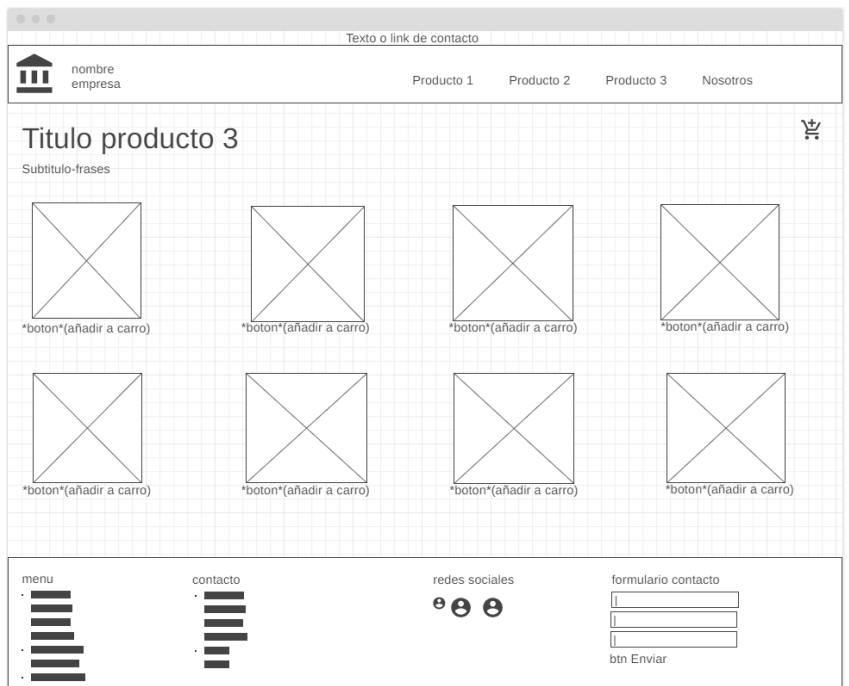 Texto o link de contacto
nombre
empresa
Producto 1
Producto 2
Producto 3
Nosotros
Titulo producto 3
Subtitulo-frases
*boton*(añadir a carro)
*boton*(añadir a carro)
*boton*(añadir a carro)
*boton*(añadir a carro)
*boton*(añadir a carro)
*boton*(añadir a carro)
*boton*(añadir a carro)
*boton*(añadir a carro)
menu
contacto
redes sociales
formulario contacto
btn Enviar